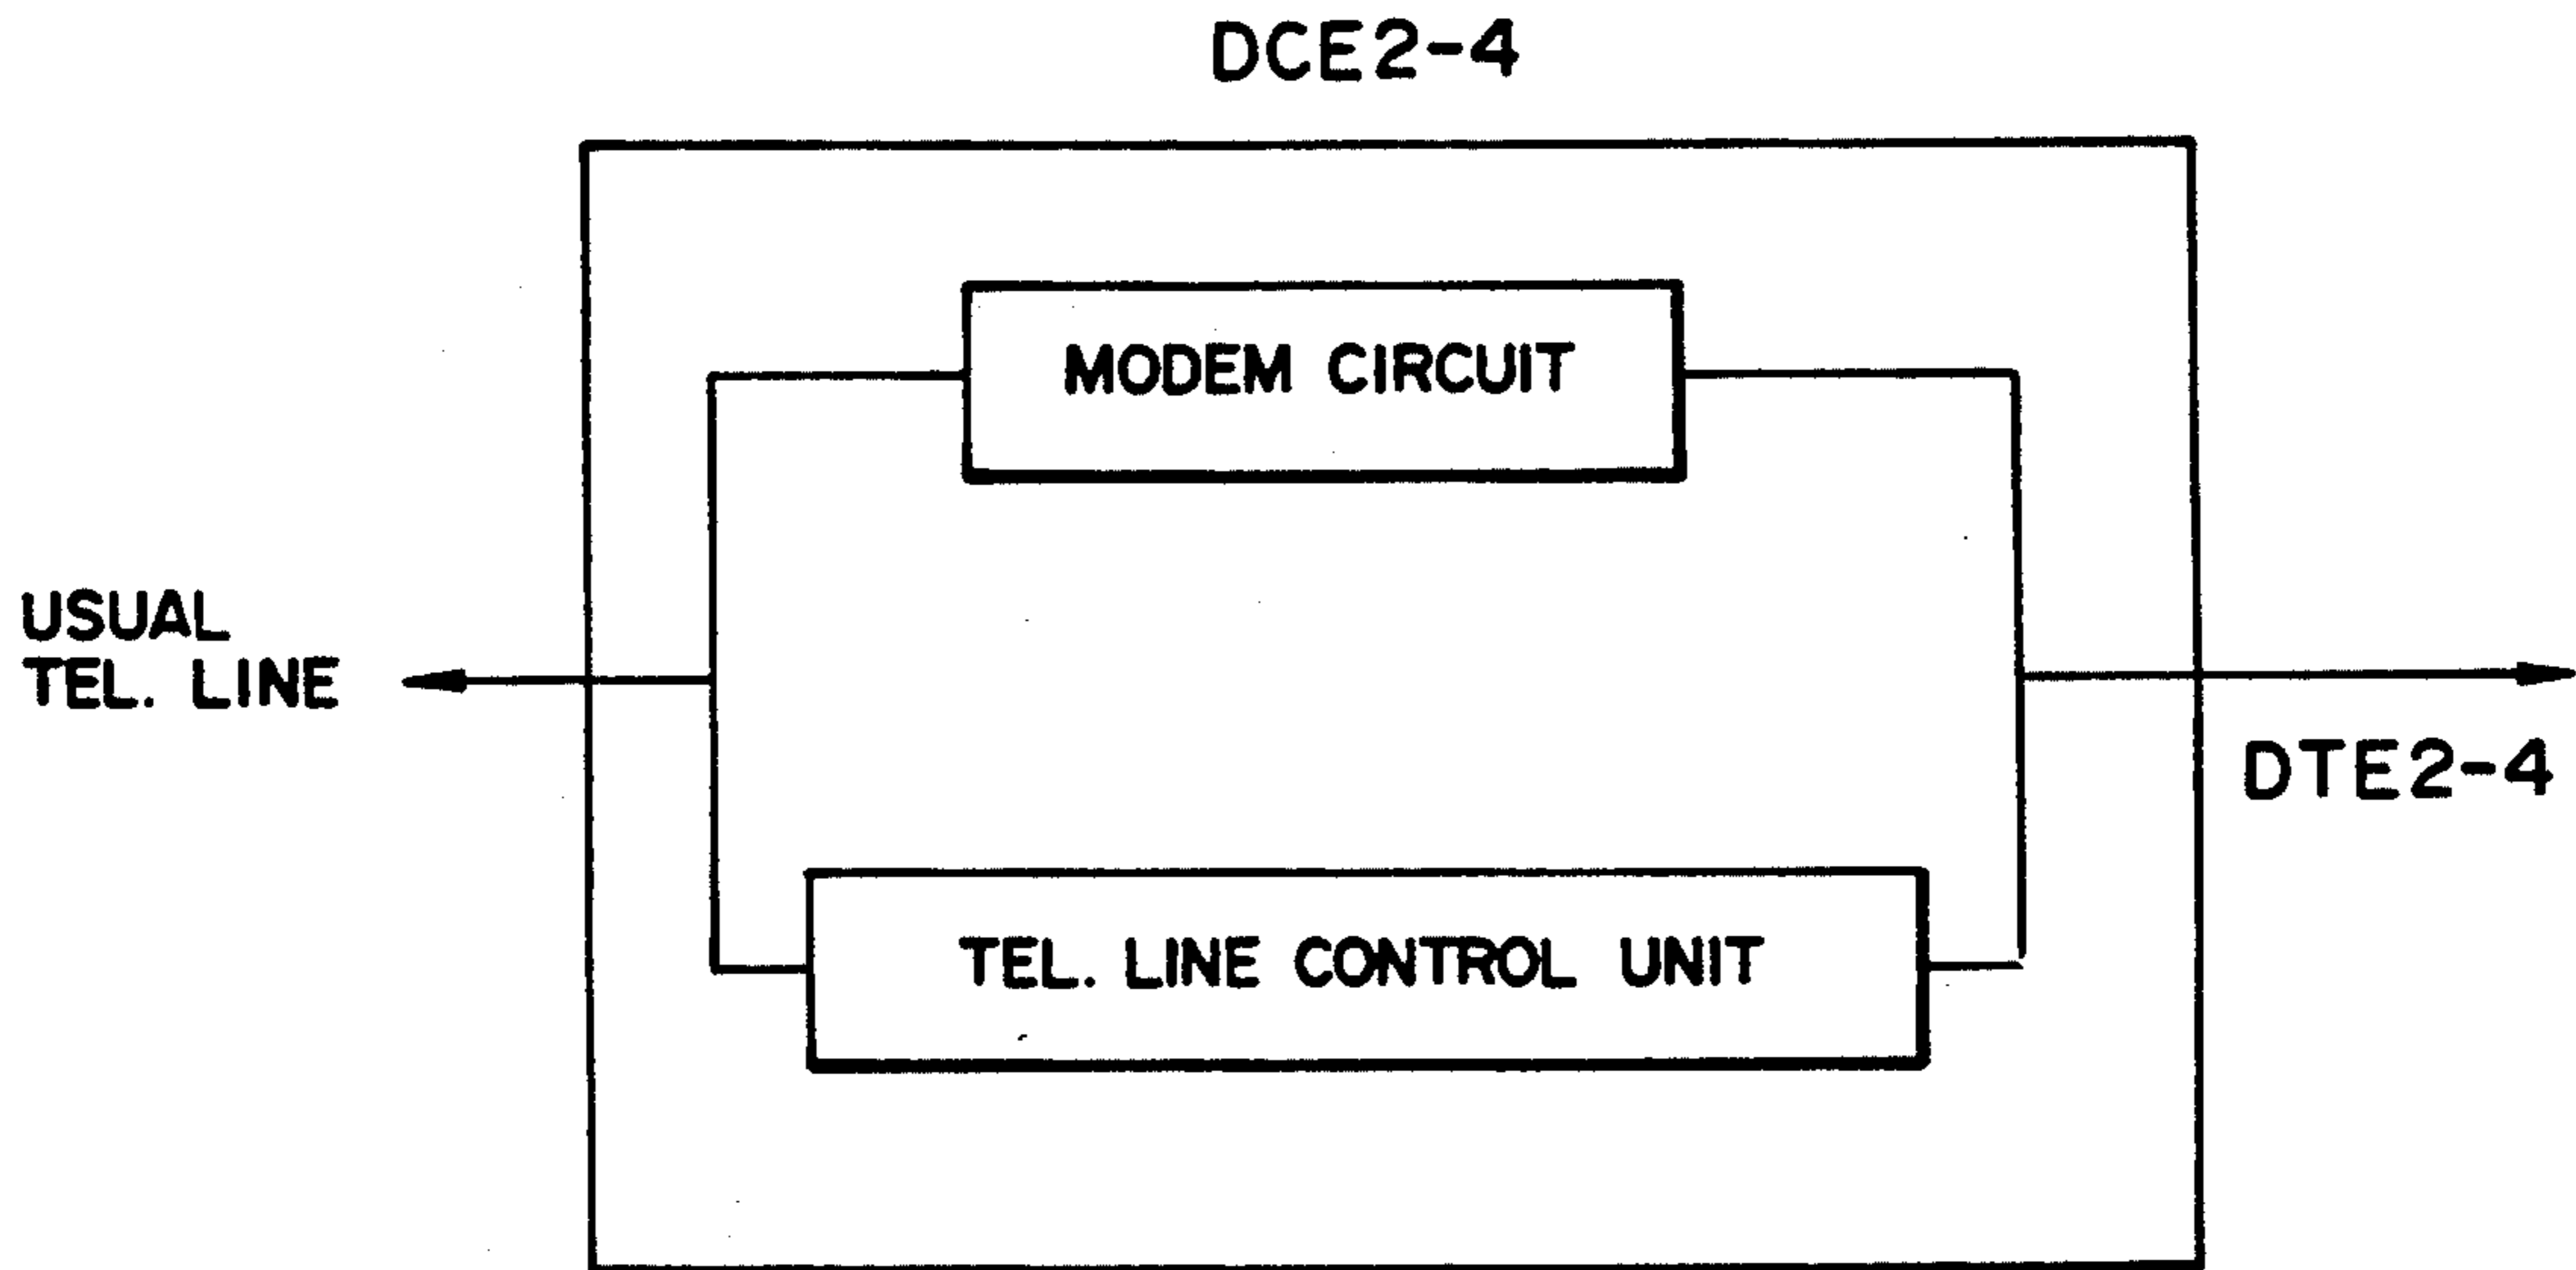 DCE2-4
MODEM CIRCUIT
USUAL
TEL. LINE
DTE2-4
TEL. LINE CONTROL UNIT